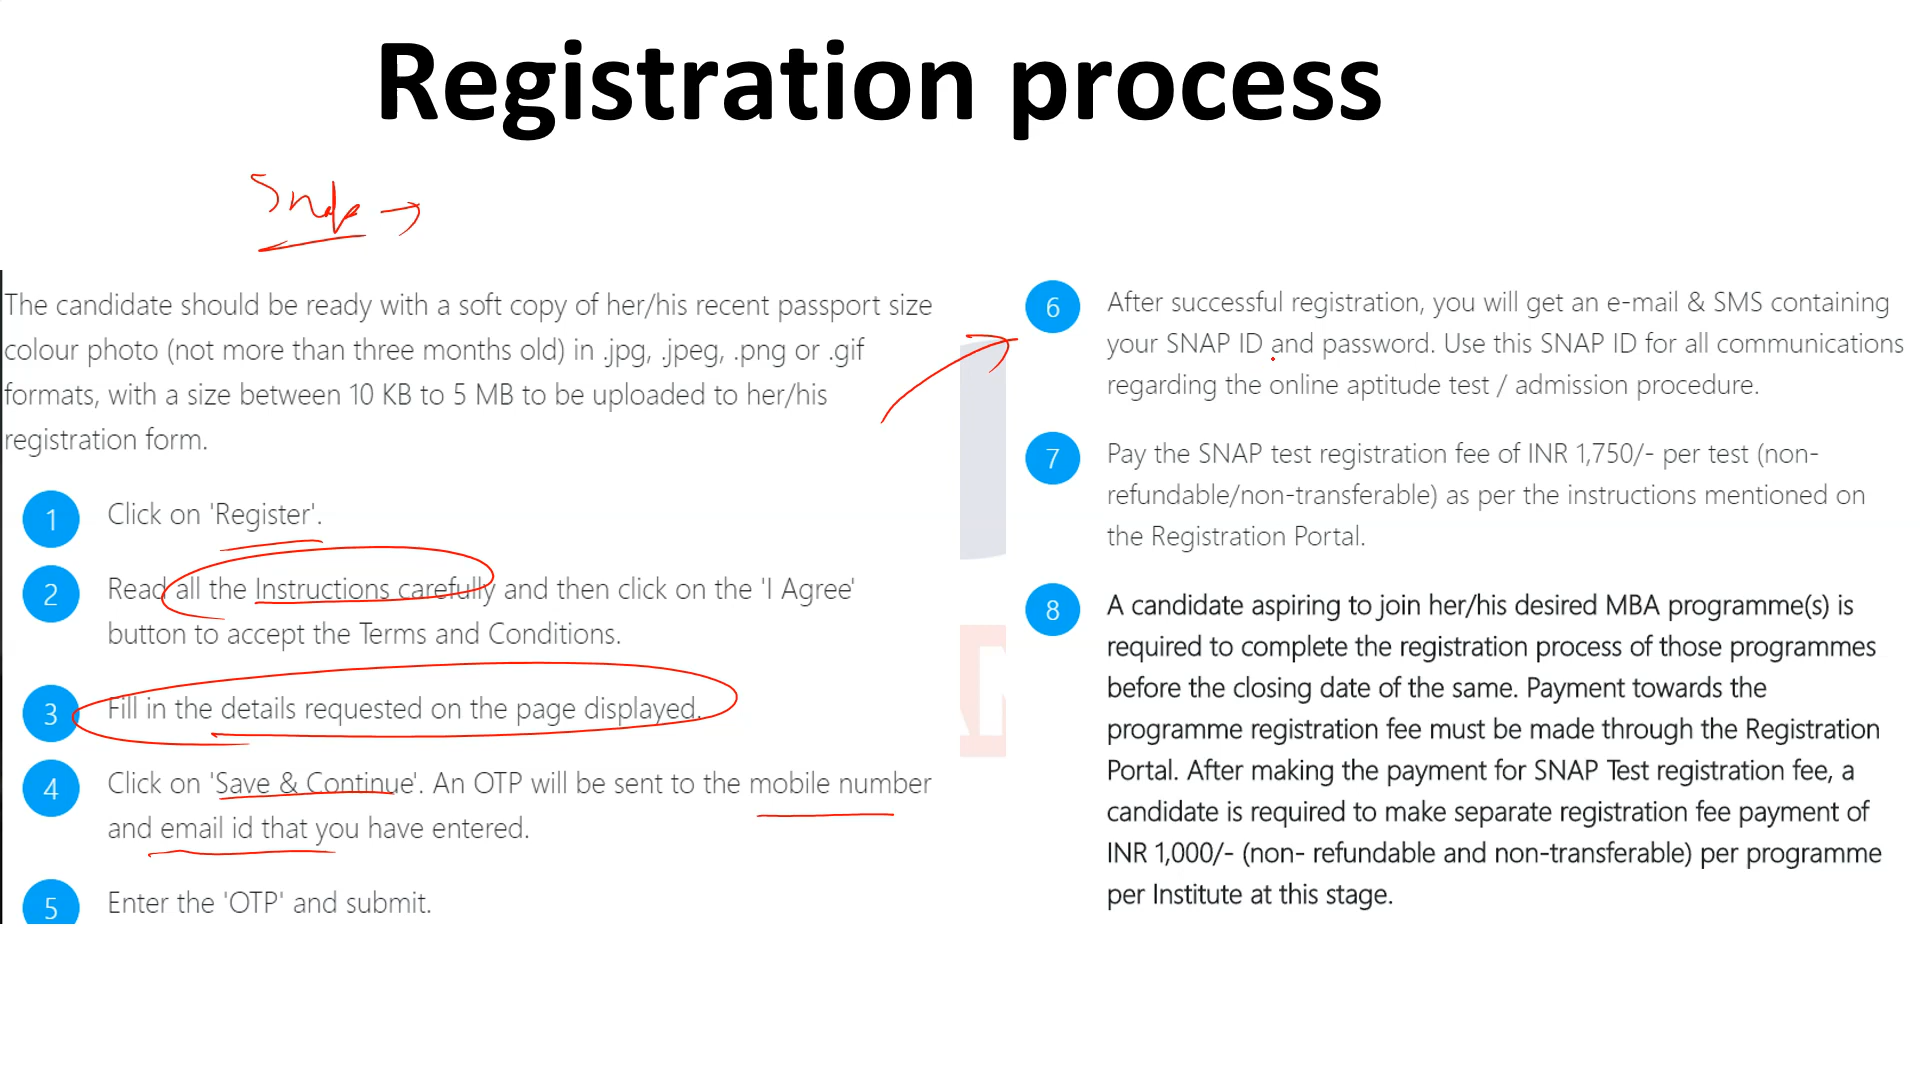 Registration process
Snap →
The candidate should be ready with a soft copy of her/his recent passport size
colour photo (not more than three months old) in .jpg, .jpeg, .png or .gif
formats, with a size between 10 KB to 5 MB to be uploaded to her/his
registration form.
1 Click on 'Register'.
2 Read all the Instructions carefully and then click on the 'I Agree'
button to accept the Terms and Conditions.
3 Fill in the details requested on the page displayed.
4 Click on 'Save & Continue'. An OTP will be sent to the mobile number
and email id that you have entered.
5 Enter the 'OTP' and submit.
6 After successful registration, you will get an e-mail & SMS containing
your SNAP ID and password. Use this SNAP ID for all communications
regarding the online aptitude test / admission procedure.
7 Pay the SNAP test registration fee of INR 1,750/- per test (non-
refundable/non-transferable) as per the instructions mentioned on
the Registration Portal.
8 A candidate aspiring to join her/his desired MBA programme(s) is
required to complete the registration process of those programmes
before the closing date of the same. Payment towards the
programme registration fee must be made through the Registration
Portal. After making the payment for SNAP Test registration fee, a
candidate is required to make separate registration fee payment of
INR 1,000/- (non- refundable and non-transferable) per programme
per Institute at this stage.